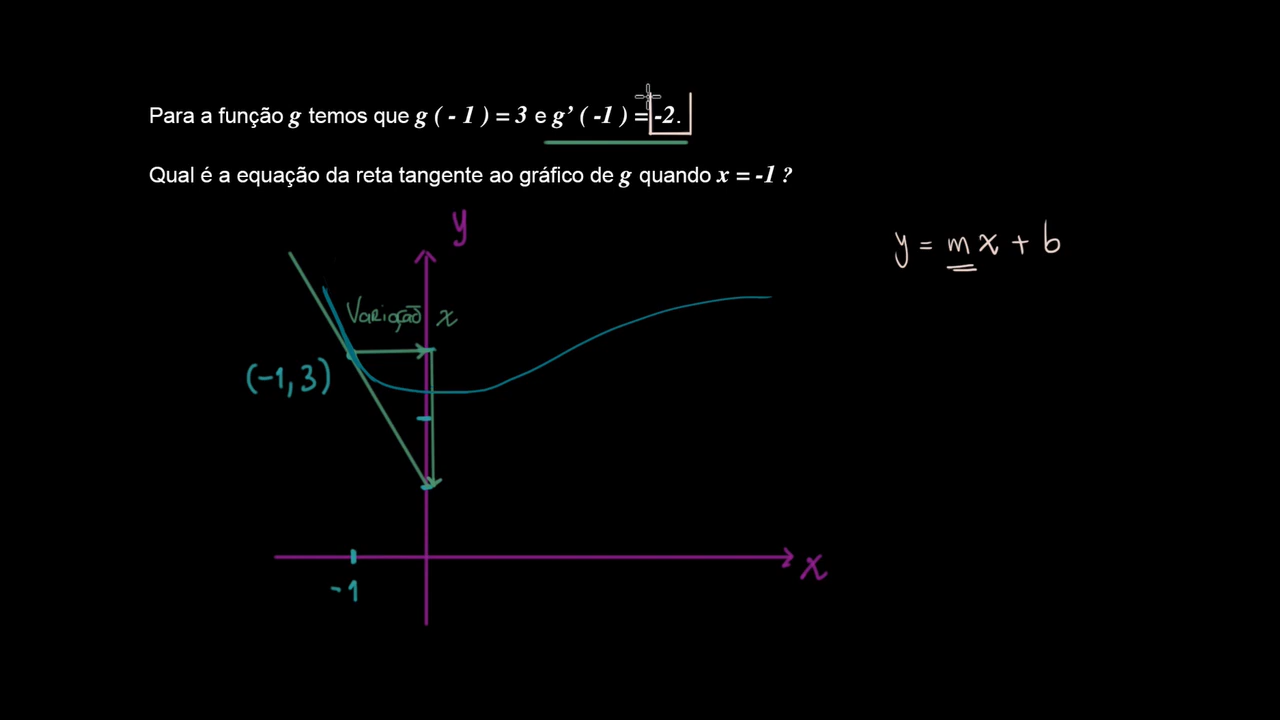 Para a função g temos que g ( - 1 ) = 3 e g’ ( -1 ) = -2.
Qual é a equação da reta tangente ao gráfico de g quando x = -1 ?
y
y = mx + b
Variação x
(-1,3)
x
-1